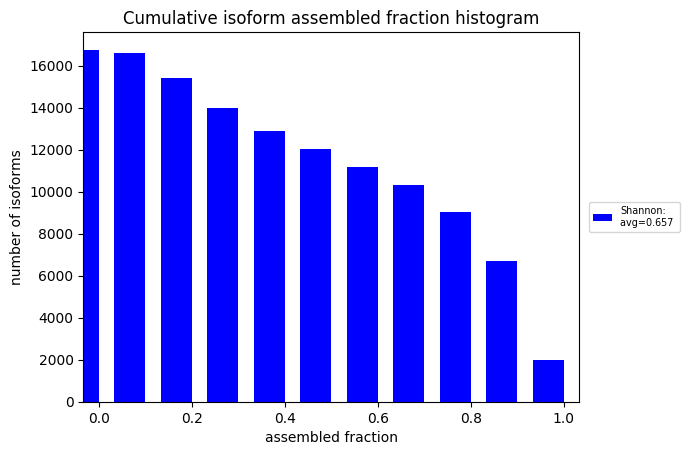 Cumulative isoform assembled fraction histogram
16000
14000
12000
10000
8000
6000
4000
2000
0
number of isoforms
0.0 0.2 0.4 0.6 0.8 1.0
assembled fraction
Shannon:
avg=0.657